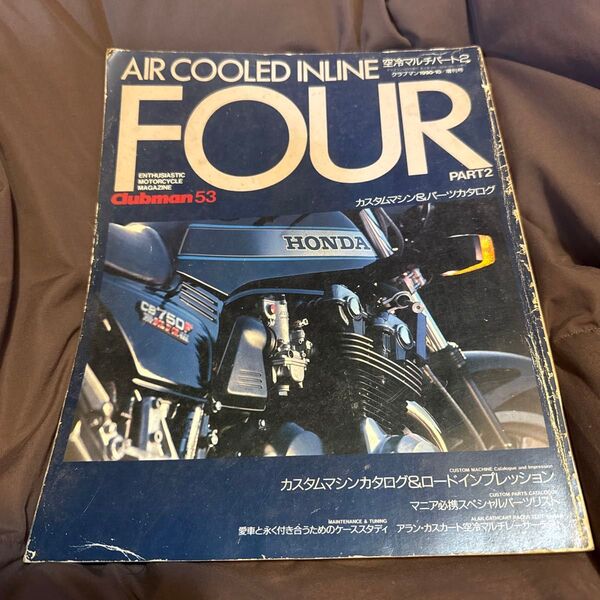 AIR COOLED INLINE
空冷マルチパート2
クラブマン1990-10/増刊号
FOUR
PART2
ENTHUSIASTIC
MOTORCYCLE
MAGAZINE
Clubman 53
カスタムマシン&パーツカタログ
HONDA
CB750F
CUSTOM MACHINE Catalogue and Impression
カスタムマシンカタログ&ロードインプレッション
CUSTOM PARTS CATALOGUE
マニア必携スペシャルパーツリスト
MAINTENANCE & TUNING
愛車と永く付き合うためのケーススタディ
ALAN CATHCART
アラン・カスカート空冷マルチレーサー